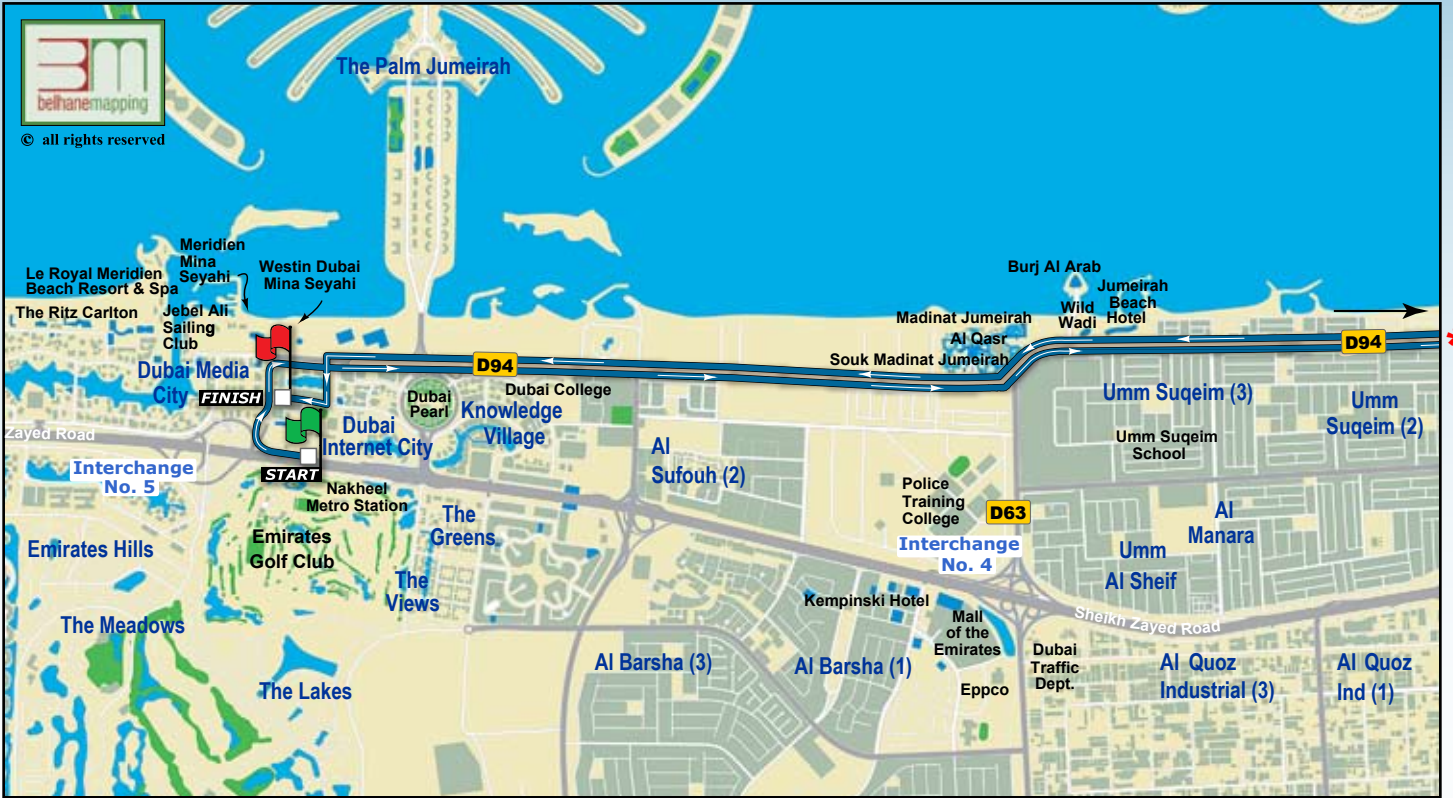 3M
belhanemapping
© all rights reserved
The Palm Jumeirah
Meridien
Mina
Seyahi
Westin Dubai
Mina Seyahi
Le Royal Meridien
Beach Resort & Spa
The Ritz Carlton
Jebel Ali
Sailing
Club
Burj Al Arab
Jumeirah
Beach
Hotel
Wild
Wadi
Madinat Jumeirah
Al Qasr
Souk Madinat Jumeirah
D94
D94
Dubai Media
City
FINISH
Dubai
Pearl
Dubai College
Knowledge
Village
Dubai
Internet City
START
Zayed Road
Interchange
No. 5
Nakheel
Metro Station
Umm Suqeim (3)
Umm
Suqeim (2)
Umm Suqeim
School
Al
Sufouh (2)
Police
Training
College
D63
Interchange
No. 4
Al
Manara
Umm
Al Sheif
Emirates Hills
Emirates
Golf Club
The
Greens
The
Views
The Meadows
The Lakes
Kempinski Hotel
Mall
of the
Emirates
Sheikh Zayed Road
Al Barsha (3)
Al Barsha (1)
Eppco
Dubai
Traffic
Dept.
Al Quoz
Industrial (3)
Al Quoz
Ind (1)